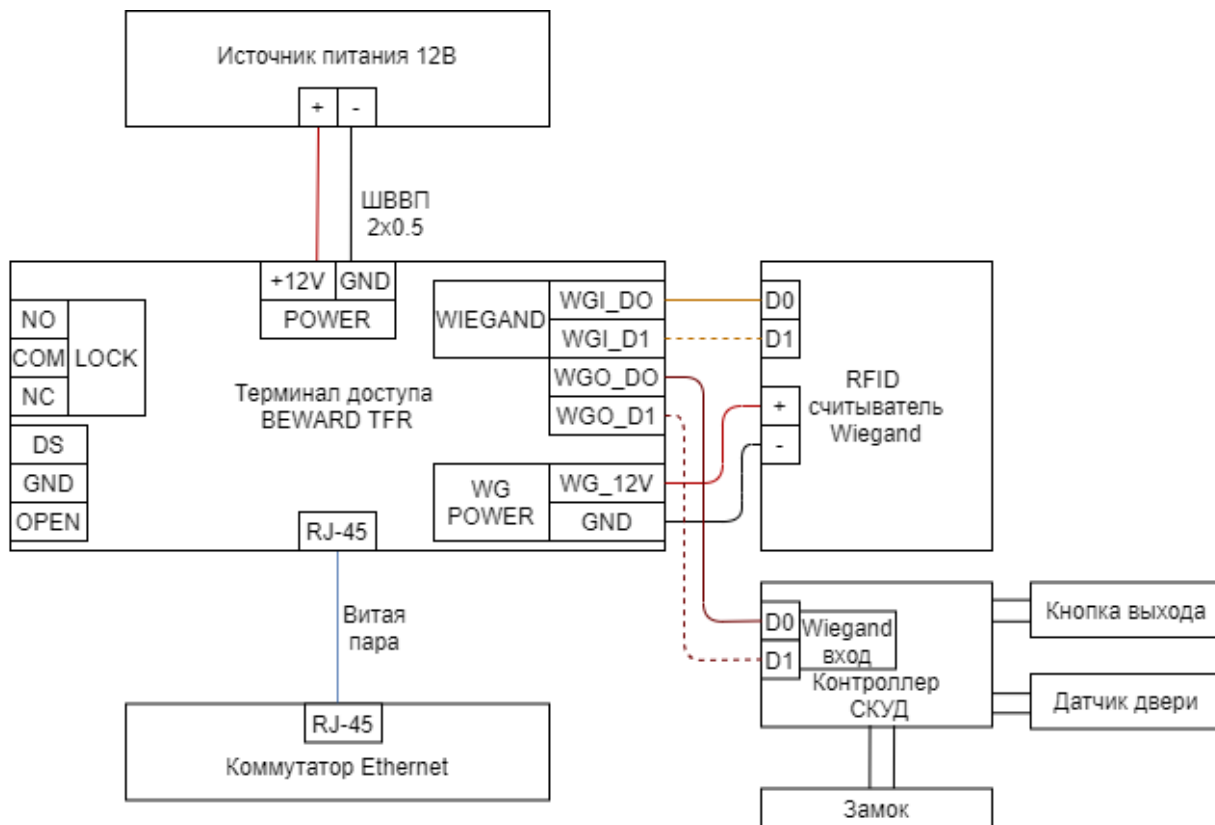 Источник питания 12В
+
-
ШВВП
2x0.5
+12V
GND
POWER
NO
COM
NC
LOCK
DS
GND
OPEN
Терминал доступа
BEWARD TFR
WIEGAND
WGI_DO
WGI_D1
WGO_DO
WGO_D1
WG
POWER
WG_12V
GND
RJ-45
D0
D1
+
-
RFID
считыватель
Wiegand
Витая
пара
D0
D1
Wiegand
вход
Контроллер
СКУД
Кнопка выхода
Датчик двери
RJ-45
Коммутатор Ethernet
Замок